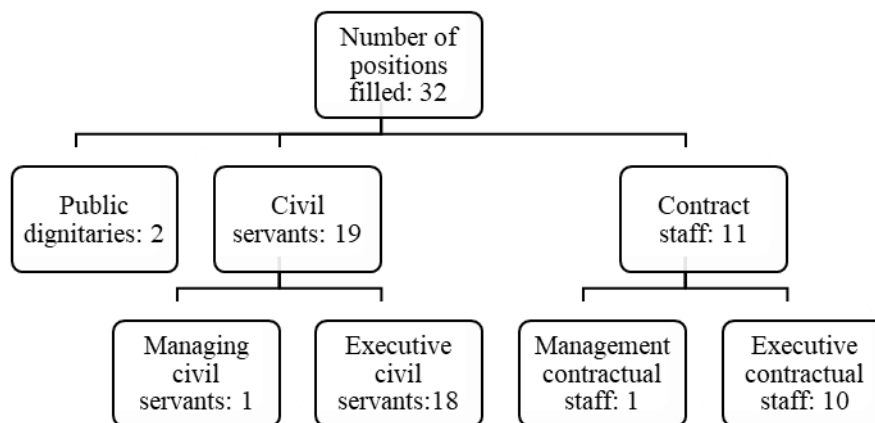 Number of
positions
filled: 32
Public
dignitaries: 2
Civil
servants: 19
Contract
staff: 11
Managing
civil
servants: 1
Executive
civil
servants:18
Management
contractual
staff: 1
Executive
contractual
staff: 10